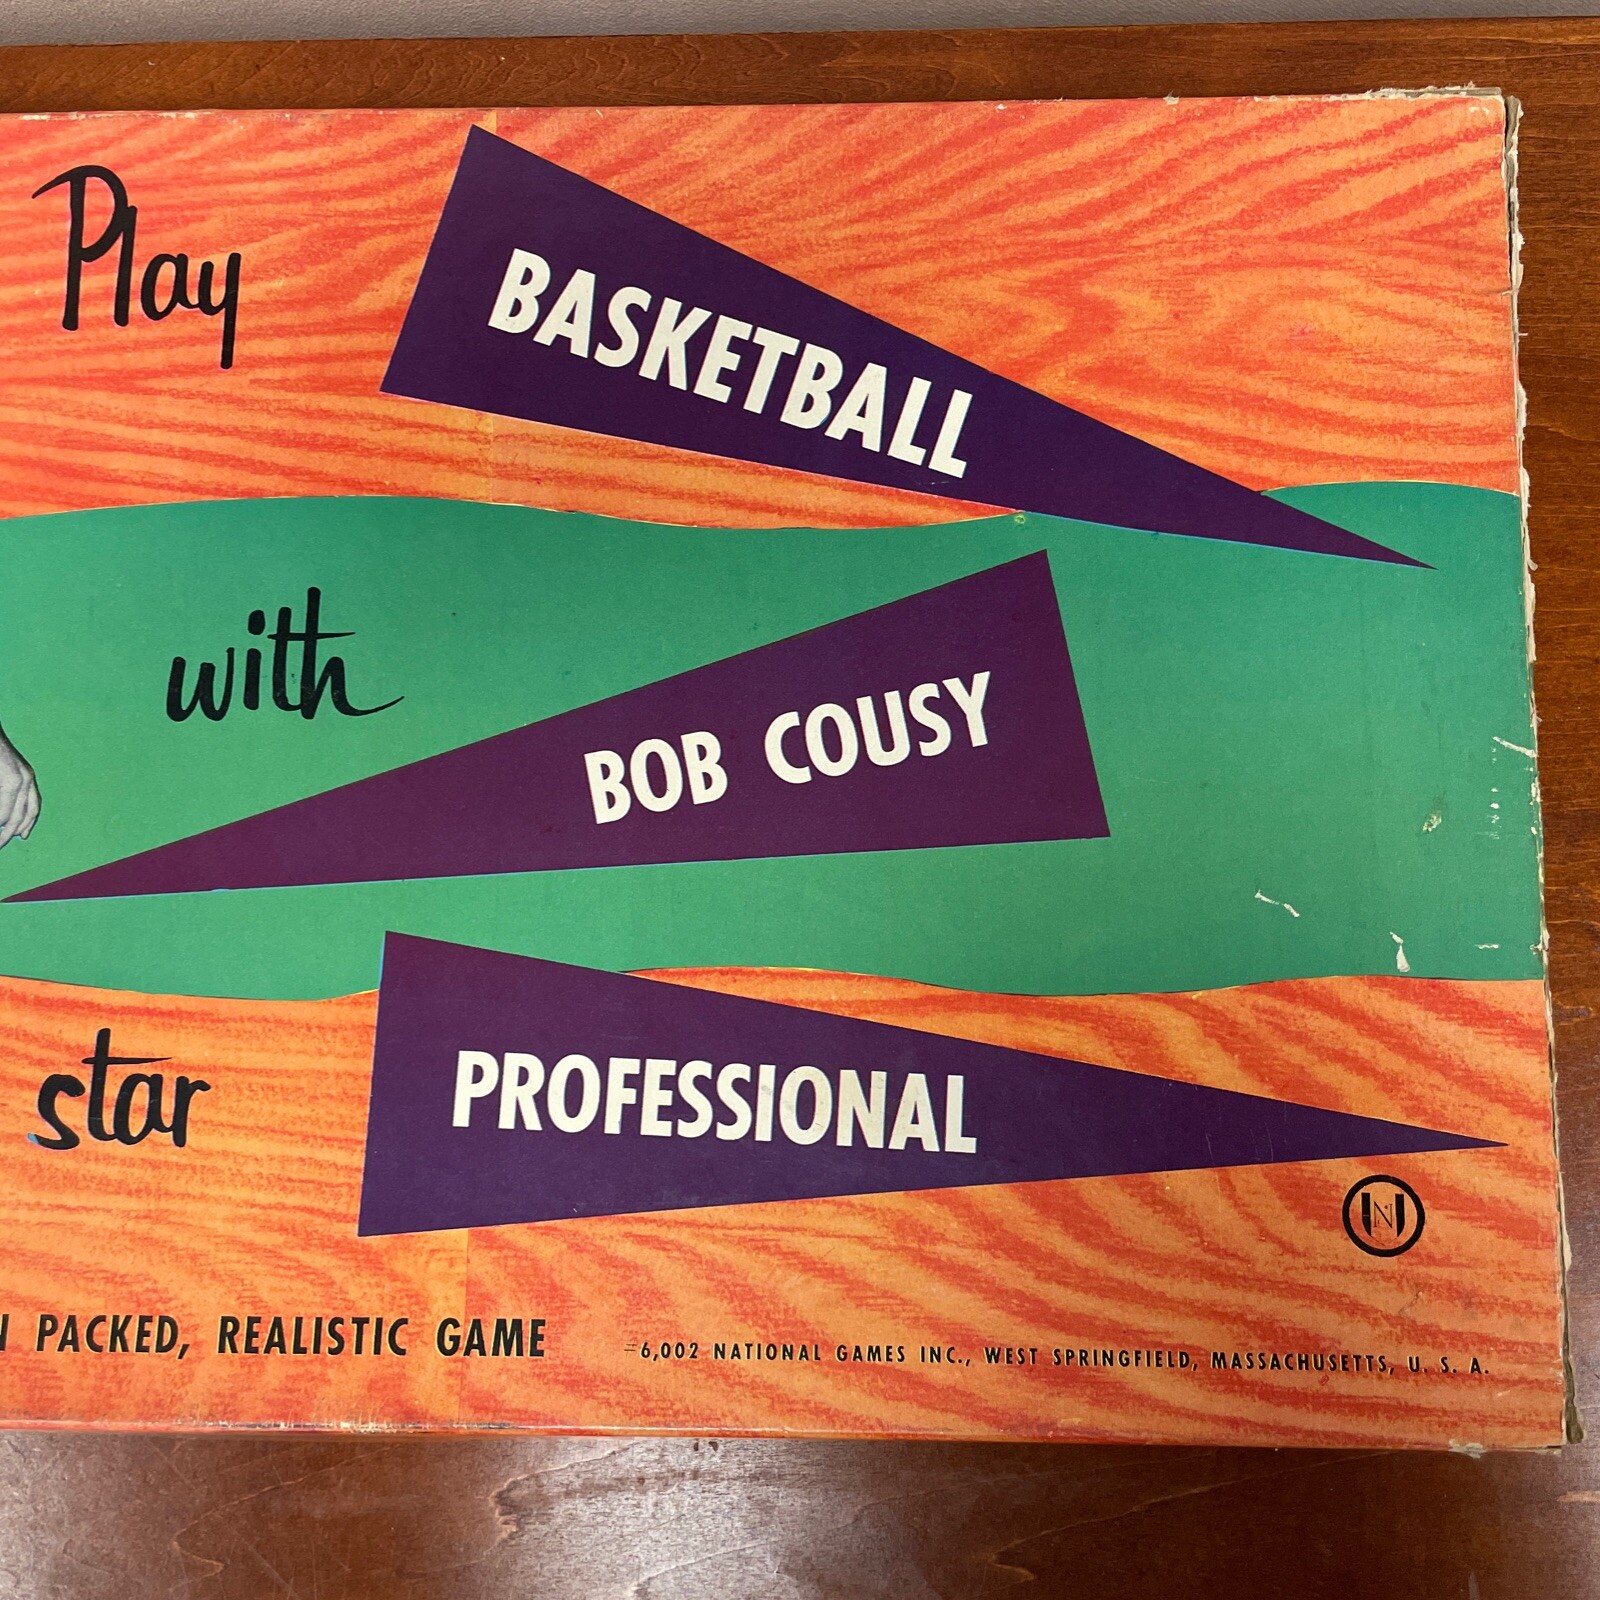 Play
BASKETBALL
with
BOB COUSY
star
PROFESSIONAL
N
PACKED, REALISTIC GAME
6,002 NATIONAL GAMES INC., WEST SPRINGFIELD, MASSACHUSETTS, U. S. A.